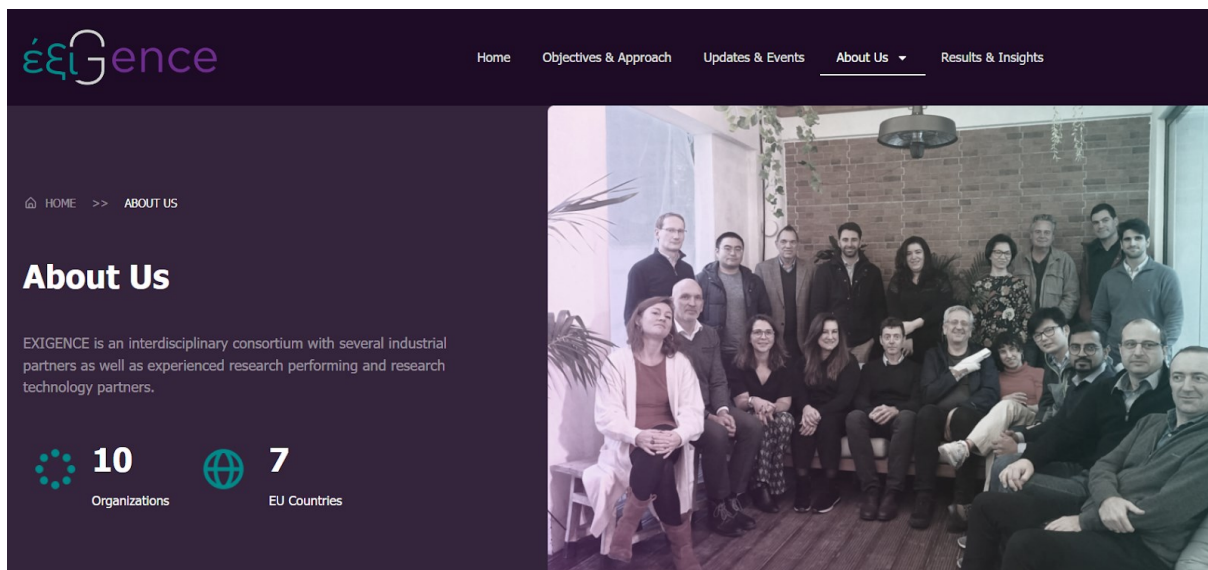 έξιGence
Home
Objectives & Approach
Updates & Events
About Us
Results & Insights
HOME >> ABOUT US
About Us
EXIGENCE is an interdisciplinary consortium with several industrial
partners as well as experienced research performing and research
technology partners.
10
Organizations
7
EU Countries